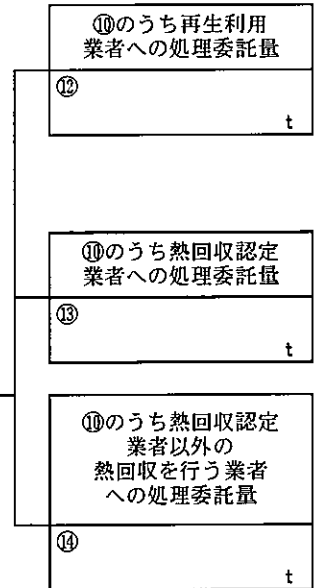 ⑩のうち再生利用
業者への処理委託量
⑫
t
⑩のうち熱回収認定
業者への処理委託量
⑬
t
⑩のうち熱回収認定
業者以外の
熱回収を行う業者
への処理委託量
⑭
t